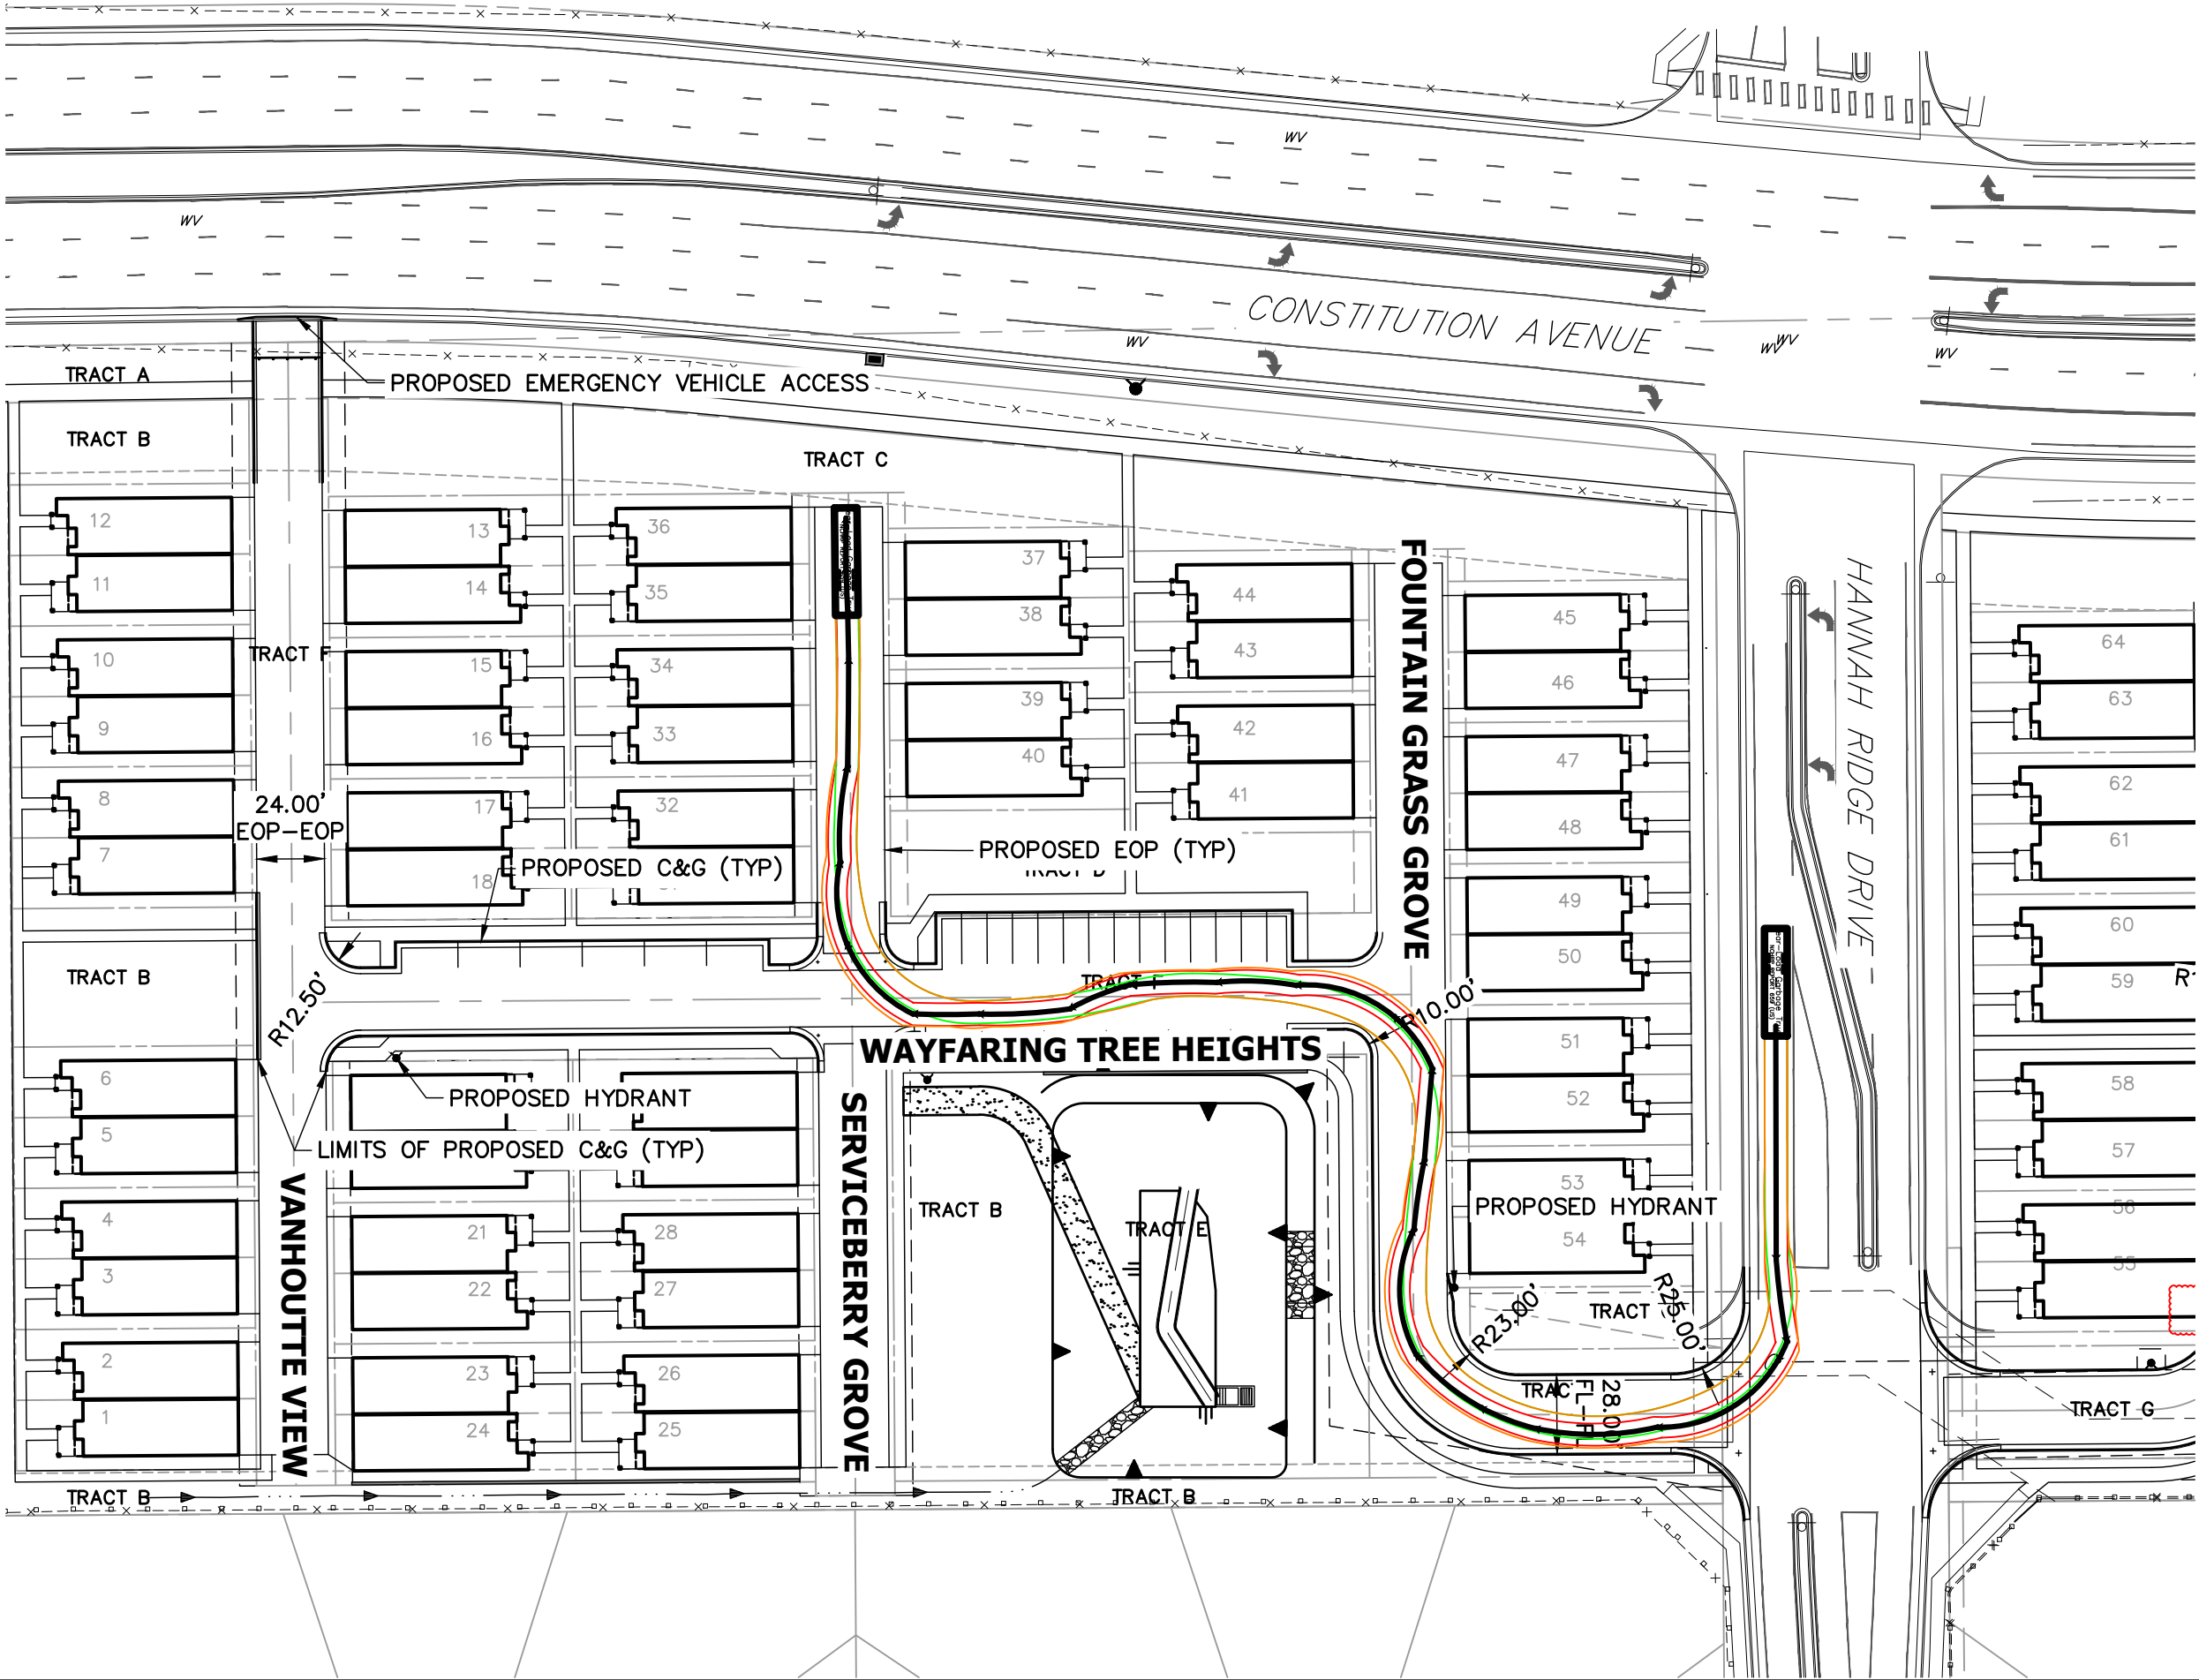 WV
WV
CONSTITUTION AVENUE
WV
WV
WV
WV
TRACT A
PROPOSED EMERGENCY VEHICLE ACCESS
TRACT B
TRACT C
12
13
36
37
FOUNTAIN GRASS GROVE
HANNAH RIDGE DRIVE
11
14
35
38
44
45
64
10
TRACT F
15
34
43
46
63
9
16
33
39
42
47
62
8
24.00'
EOP-EOP
17
32
40
41
48
61
7
18
PROPOSED C&G (TYP)
PROPOSED EOP (TYP)
49
60
TRACT B
50
59
R12.50'
R10.00'
WAYFARING TREE HEIGHTS
51
6
PROPOSED HYDRANT
52
58
5
LIMITS OF PROPOSED C&G (TYP)
57
VANHOUTTE VIEW
SERVICEBERRY GROVE
TRACT B
TRACT E
53
PROPOSED HYDRANT
56
4
21
28
54
55
3
22
27
R23.00'
TRACT
R25.00'
2
23
26
28.00'
TRACT G
1
24
25
TRACT B
TRACT B